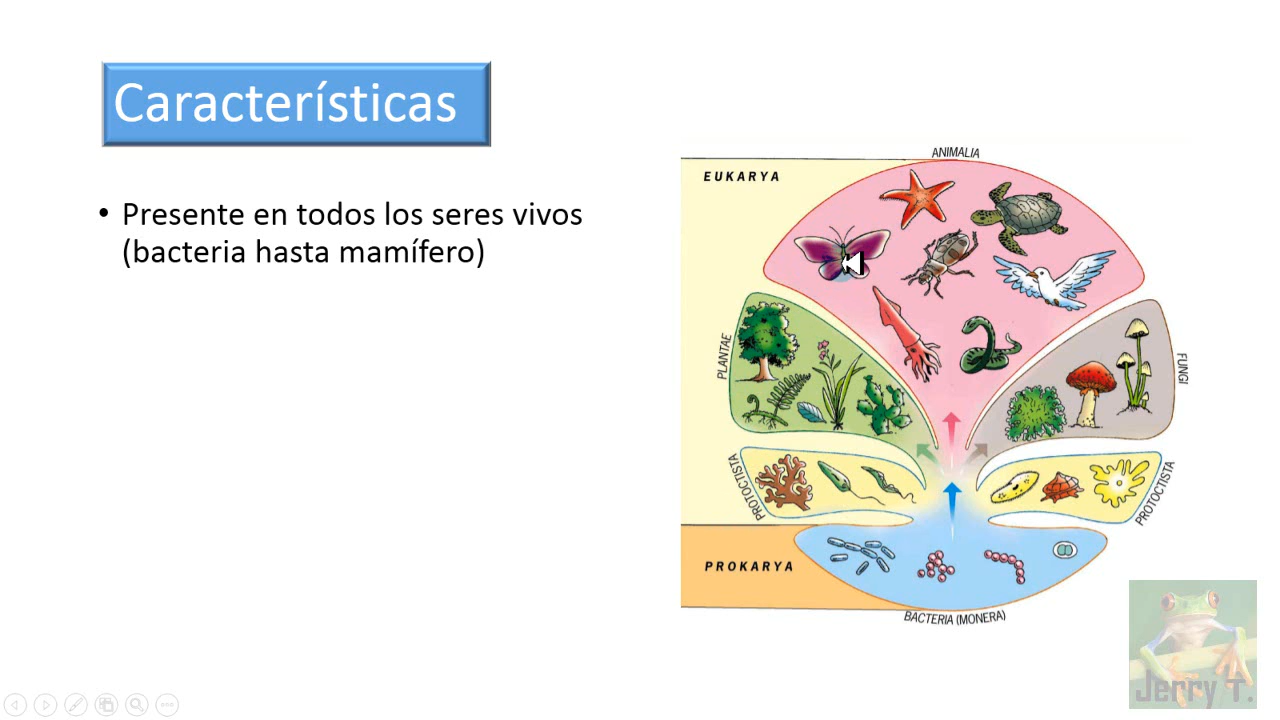 Características
• Presente en todos los seres vivos
(bacteria hasta mamífero)
ANIMALIA
EUKARYA
PLANTAE
FUNGI
PROTOCTISTA
PROTOCTISTA
PROKARYA
BACTERIA (MONERA)
Jerry T.